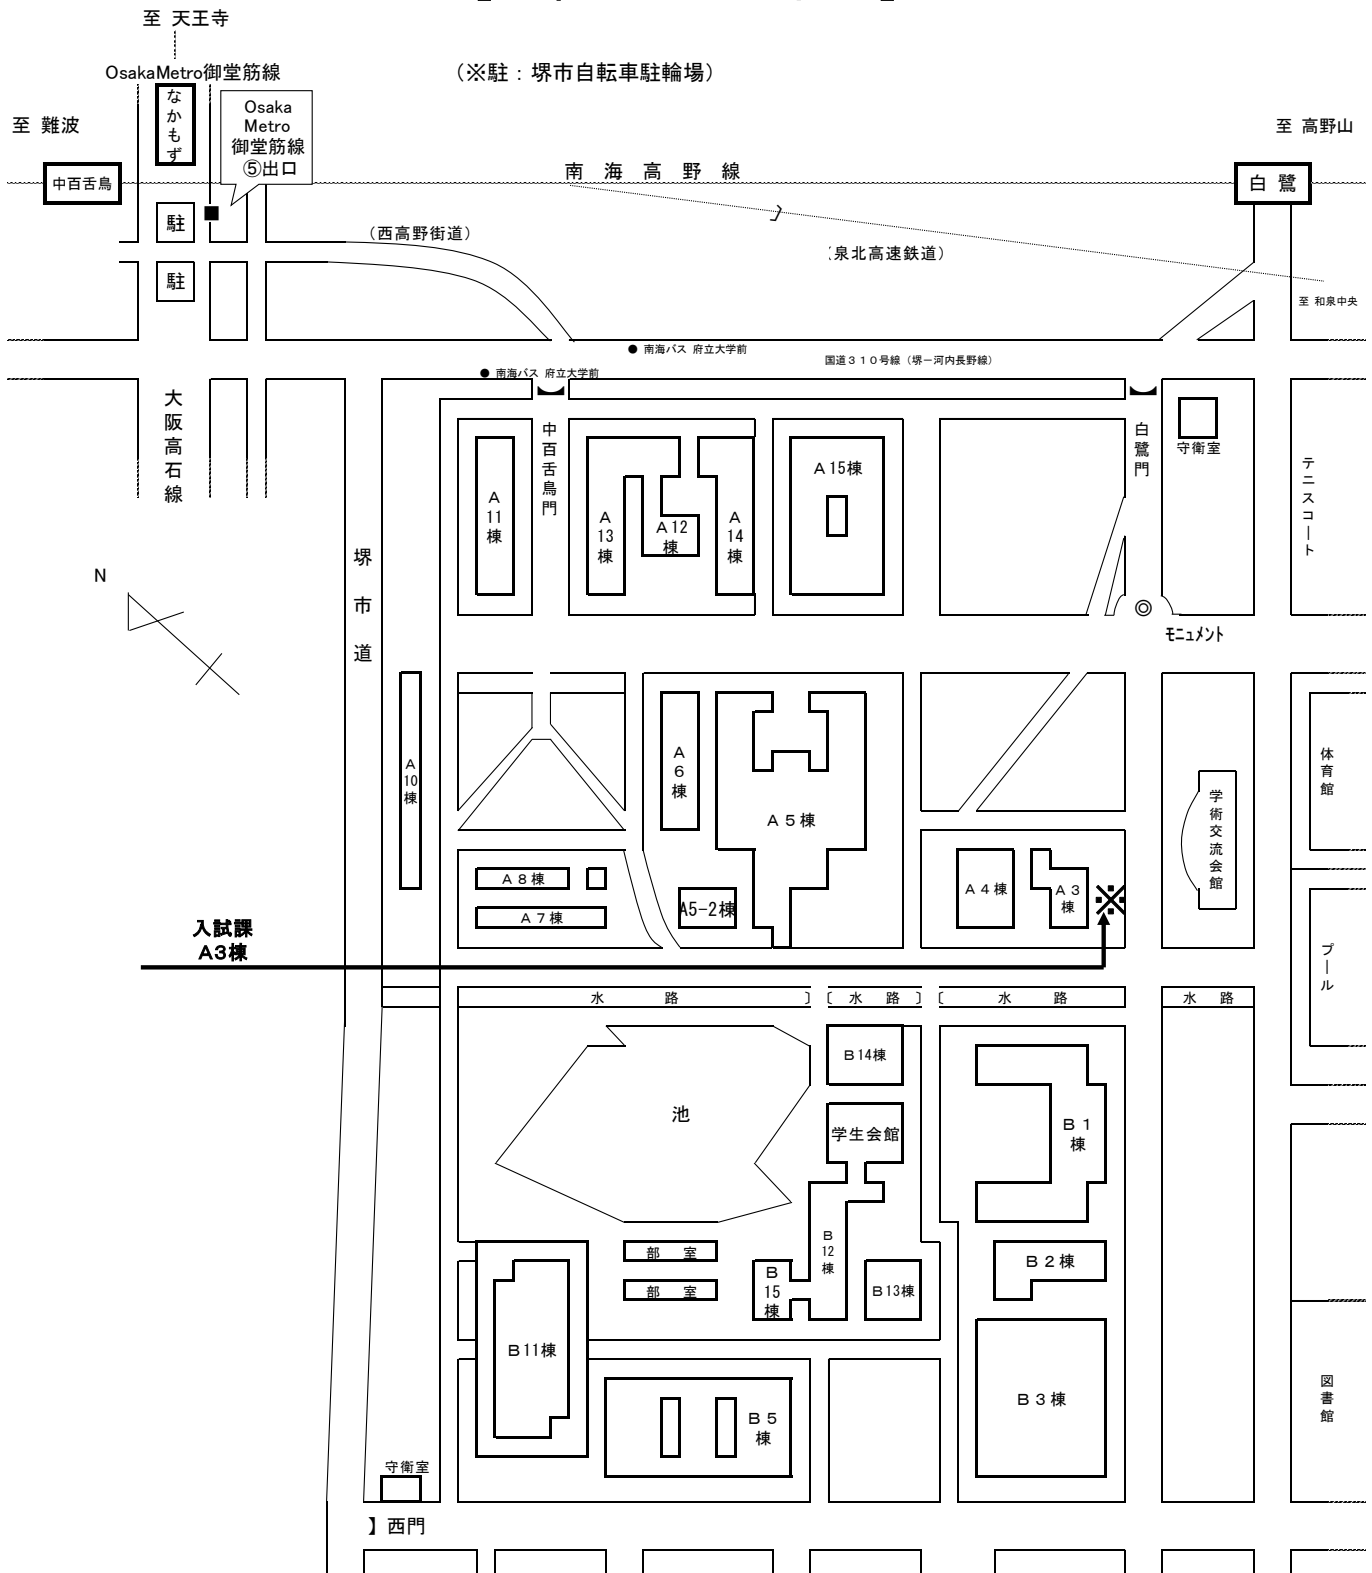 至 天王寺
OsakaMetro御堂筋線
(※駐：堺市自転車駐輪場)
なかもず
Osaka
Metro
御堂筋線
⑤出口
至 難波
至 高野山
中百舌鳥
南海高野線
白鷺
駐
(西高野街道)
(泉北高速鉄道)
駐
至 和泉中央
● 南海バス 府立大学前
国道３１０号線（堺－河内長野線）
● 南海バス 府立大学前
大阪高石線
中百舌鳥門
白鷺門
守衛室
テニスコート
A11棟
A13棟
A12棟
A14棟
A15棟
堺市道
N
モニュメント
A10棟
A6棟
A5棟
体育館
学術交流会館
A8棟
A7棟
A5-2棟
A4棟
A3棟
※
入試課
A3棟
プール
水路
水路
水路
水路
B14棟
池
学生会館
B1棟
部室
B12棟
B2棟
部室
B15棟
B13棟
B11棟
B3棟
B5棟
図書館
守衛室
】西門